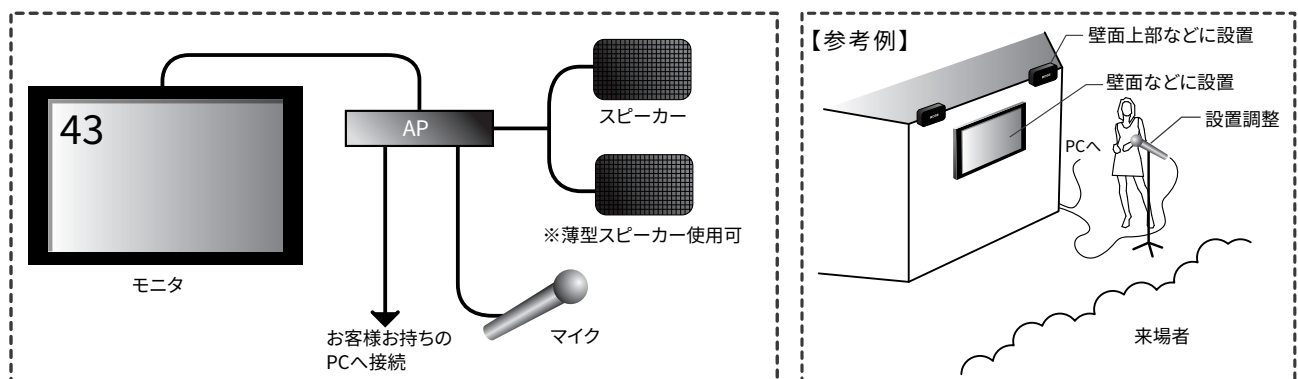 43
AP
スピーカー
※薄型スピーカー使用可
モニタ
お客様お持ちの
PCへ接続
マイク
【参考例】
壁面上部などに設置
壁面などに設置
設置調整
PCへ
来場者